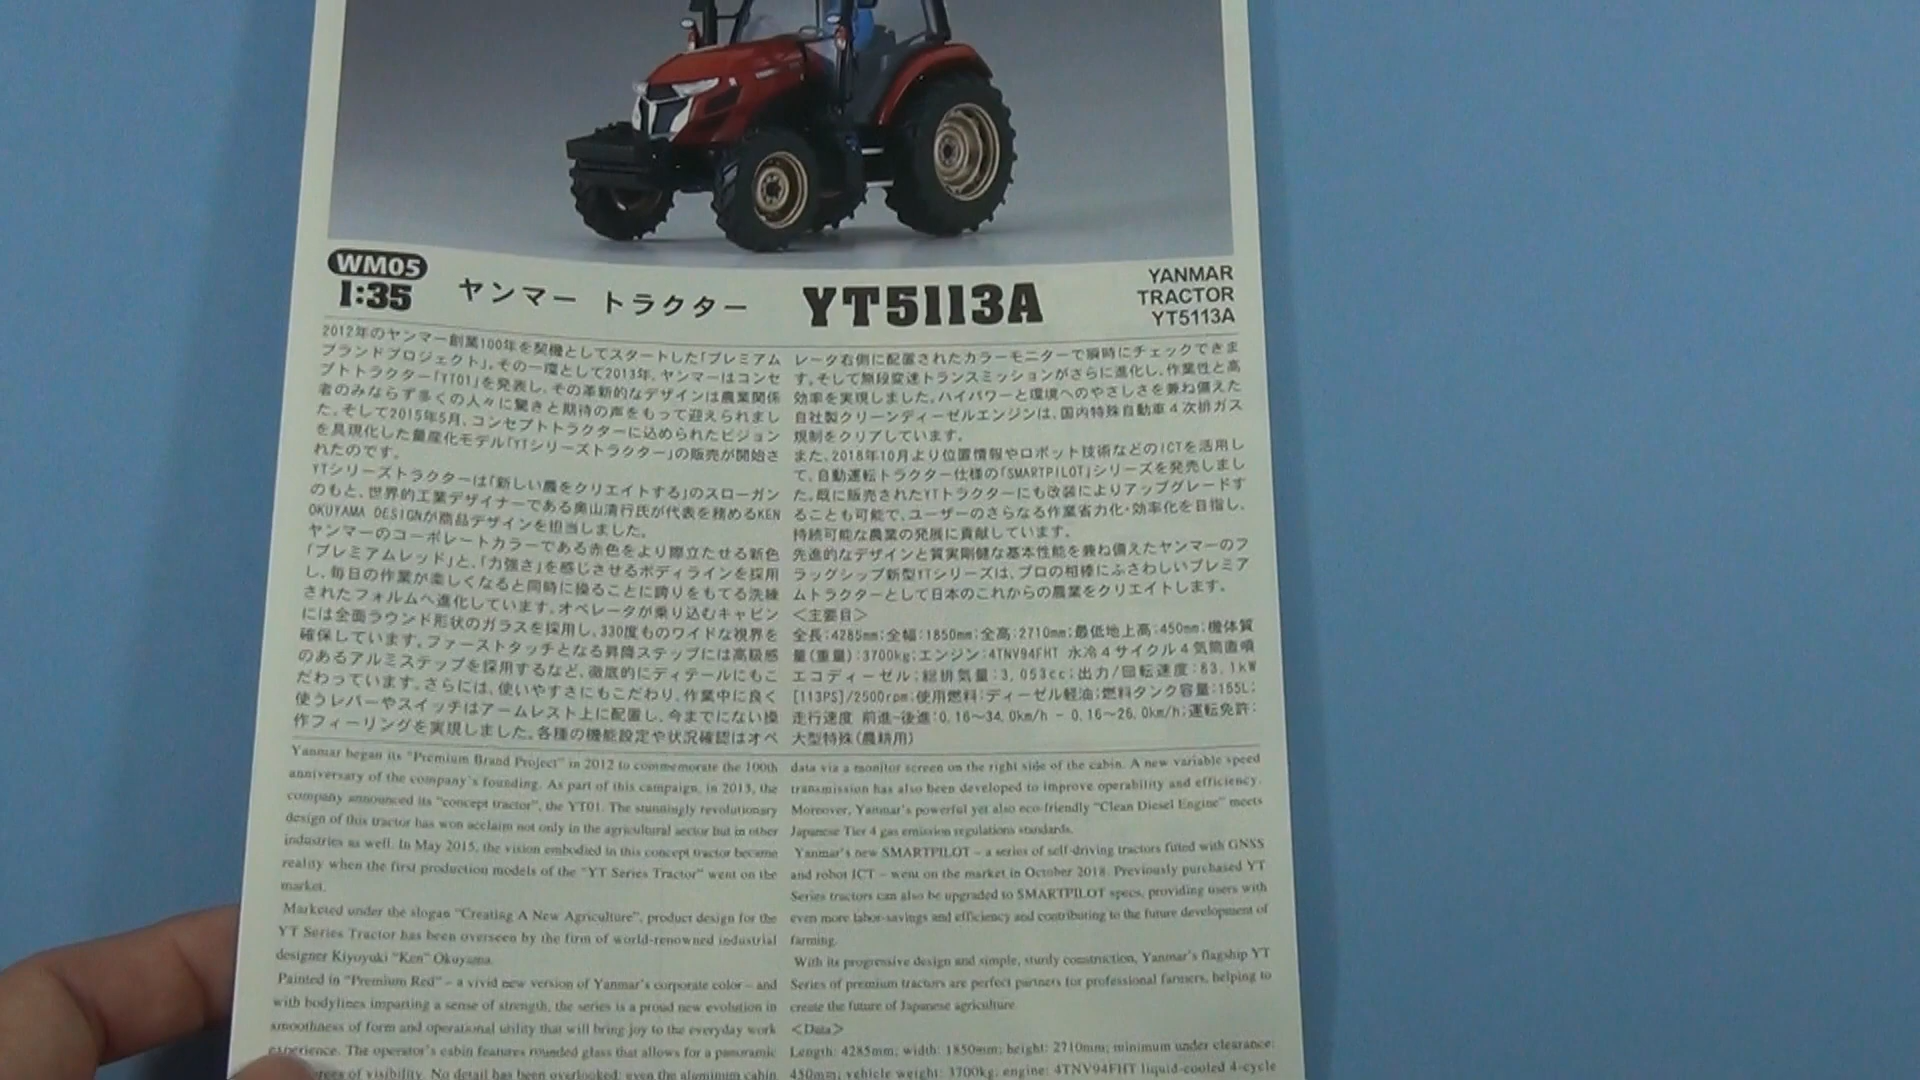 WM05
1:35
ヤンマー トラクター
YT5113A
YANMAR
TRACTOR
YT5113A
2012年のヤンマー創業100年を契機としてスタートした「プレミアム
ブランドプロジェクト」。その一環として2013年、ヤンマーはコンセ
プトトラクター「YT01」を発表し、その革新的なデザインは農業関係
者のみならず多くの人々に驚きと期待の声をもって迎えられまし
た。そして2015年5月、コンセプトトラクターに込められたビジョン
を具現化した量産化モデル「YTシリーズトラクター」の販売が開始さ
れたのです。
YTシリーズトラクターは「新しい農をクリエイトする」のスローガン
のもと、世界的工業デザイナーである奥山清行氏が代表を務めるKEN
OKUYAMA DESIGNが商品デザインを担当しました。
ヤンマーのコーポレートカラーである赤色をより際立たせる新色
「プレミアムレッド」と、「力強さ」を感じさせるボディラインを採用
し、毎日の作業が楽しくなると同時に操ることに誇りをもてる洗練
されたフォルムへ進化しています。オペレータが乗り込むキャビン
には全面ラウンド形状のガラスを採用し、330度ものワイドな視界を
確保しています。ファーストタッチとなる昇降ステップには高級感
のあるアルミステップを採用するなど、徹底的にディテールにもこ
だわっています。さらには、使いやすさにもこだわり、作業中に良く
使うレバーやスイッチはアームレスト上に配置し、今までにない操
作フィーリングを実現しました。各種の機能設定や状況確認はオペ
レータ右側に配置されたカラーモニターで瞬時にチェックできま
す。そして無段変速トランスミッションがさらに進化し、作業性と高
効率を実現しました。ハイパワーと環境へのやさしさを兼ね備えた
自社製クリーンディーゼルエンジンは、国内特殊自動車4次排ガス
規制をクリアしています。
また、2018年10月より位置情報やロボット技術などのICTを活用し
て、自動運転トラクター仕様の「SMARTPILOT」シリーズを発売しまし
た。既に販売されたYTトラクターにも改装によりアップグレードす
ることも可能で、ユーザーのさらなる作業省力化・効率化を目指し、
持続可能な農業の発展に貢献しています。
先進的なデザインと質実剛健な基本性能を兼ね備えたヤンマーのフ
ラッグシップ新型YTシリーズは、プロの相棒にふさわしいプレミア
ムトラクターとして日本のこれからの農業をクリエイトします。
＜主要目＞
全長:4285mm;全幅:1850mm;全高:2710mm;最低地上高:450mm;機体質
量(重量):3700kg;エンジン:4TNV94FHT 水冷4サイクル4気筒直噴
エコディーゼル;総排気量:3,053cc;出力/回転速度:83.1kW
[113PS]/2500rpm;使用燃料:ディーゼル軽油;燃料タンク容量:155L;
走行速度 前進-後進:0.16〜34.0km/h - 0.16〜26.0km/h;運転免許:
大型特殊(農耕用)
Yanmar began its "Premium Brand Project" in 2012 to commemorate the 100th
anniversary of the company's founding. As part of this campaign, in 2013, the
company announced its "concept tractor", the YT01. The stunningly revolutionary
design of this tractor has won acclaim not only in the agricultural sector but in other
industries as well. In May 2015, the vision embodied in this concept tractor became
reality when the first production models of the "YT Series Tractor" went on the
market.
Marketed under the slogan "Creating A New Agriculture", product design for the
YT Series Tractor has been overseen by the firm of world-renowned industrial
designer Kiyoyuki "Ken" Okuyama.
Painted in "Premium Red" – a vivid new version of Yanmar's corporate color – and
with bodylines imparting a sense of strength, the series is a proud new evolution in
smoothness of form and operational utility that will bring joy to the everyday work
experience. The operator's cabin features rounded glass that allows for a panoramic
degrees of visibility. No detail has been overlooked; even the aluminum cabin
data via a monitor screen on the right side of the cabin. A new variable speed
transmission has also been developed to improve operability and efficiency.
Moreover, Yanmar's powerful yet also eco-friendly "Clean Diesel Engine" meets
Japanese Tier 4 gas emission regulations standards.
Yanmar's new SMARTPILOT – a series of self-driving tractors fitted with GNSS
and robot ICT – went on the market in October 2018. Previously purchased YT
Series tractors can also be upgraded to SMARTPILOT specs, providing users with
even more labor-savings and efficiency and contributing to the future development of
farming.
With its progressive design and simple, sturdy construction, Yanmar's flagship YT
Series of premium tractors are perfect partners for professional farmers, helping to
create the future of Japanese agriculture.
<Data>
Length: 4285mm; width: 1850mm; height: 2710mm; minimum under clearance:
450mm; vehicle weight: 3700kg; engine: 4TNV94FHT liquid-cooled 4-cycle